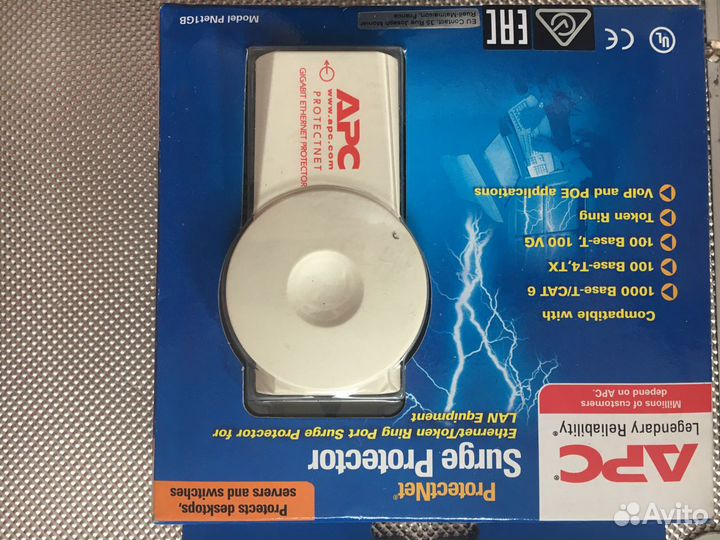 Protects desktops,
servers and switches
APC®
Legendary Reliability®
Millions of customers
depend on APC.
ProtectNet®
Surge Protector
Ethernet/Token Ring Port Surge Protector for
LAN Equipment
Compatible with
1000 Base-T/CAT 6
100 Base-T4,TX
100 Base-T, 100 VG
Token Ring
VoIP and POE applications
APC
www.apc.com
PROTECTNET
GIGABIT ETHERNET PROTECTOR
UL
CE
EAC
EU Contact, 35 Rue Joseph Monier
Rueil-Malmaison, France
Model PNet1GB
Avito